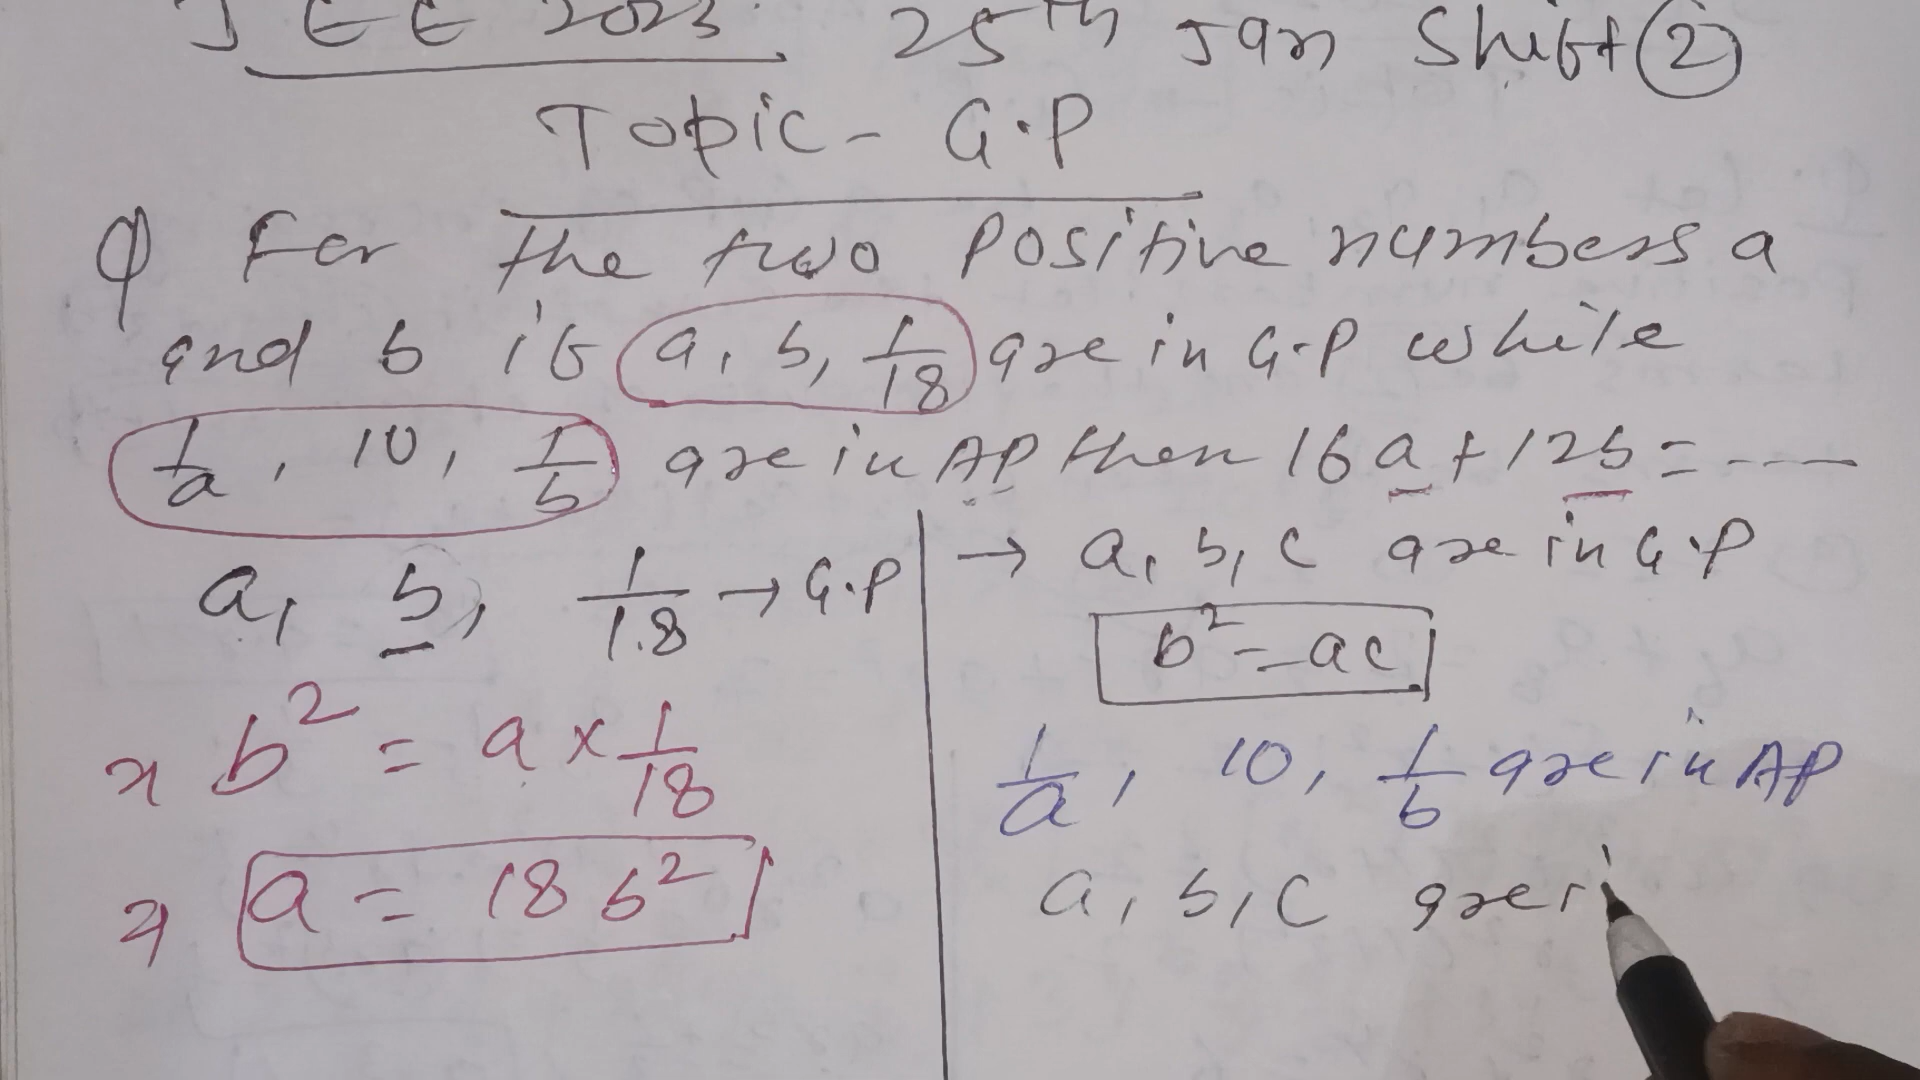 JEE 2023. 25th Jan Shift (2)
Topic - G.P
Q For the two Positive numbers a
and b if a, b, 1/18 are in G.P while
1/a, 10, 1/b are in AP then 16a+12b = ----
a, b, 1/1.8 → G.P
⇒ b² = a × 1/18
⇒ a = 18b²
→ a, b, c are in G.P
b² = ac
1/a, 10, 1/b are in AP
a, b, c are i